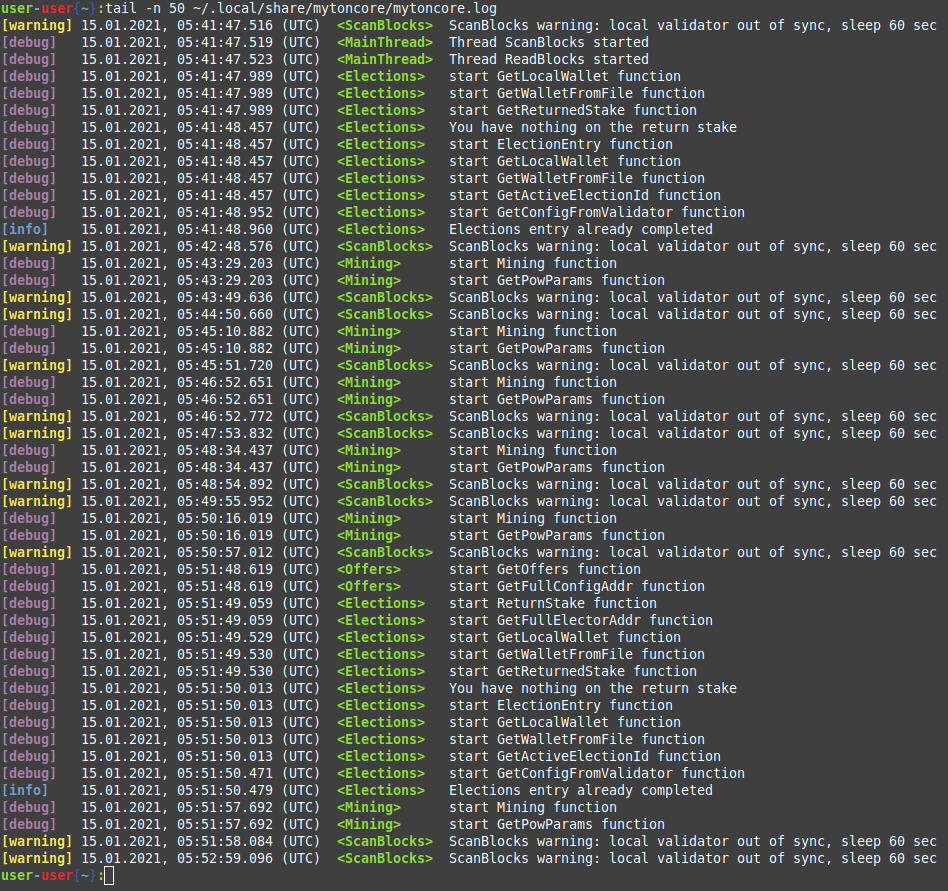 user-user{~}:tail -n 50 ~/.local/share/mytoncore/mytoncore.log
[warning] 15.01.2021, 05:41:47.516 (UTC)  <ScanBlocks>  ScanBlocks warning: local validator out of sync, sleep 60 sec
[debug]   15.01.2021, 05:41:47.519 (UTC)  <MainThread>  Thread ScanBlocks started
[debug]   15.01.2021, 05:41:47.523 (UTC)  <MainThread>  Thread ReadBlocks started
[debug]   15.01.2021, 05:41:47.989 (UTC)  <Elections>   start GetLocalWallet function
[debug]   15.01.2021, 05:41:47.989 (UTC)  <Elections>   start GetWalletFromFile function
[debug]   15.01.2021, 05:41:47.989 (UTC)  <Elections>   start GetReturnedStake function
[debug]   15.01.2021, 05:41:48.457 (UTC)  <Elections>   You have nothing on the return stake
[debug]   15.01.2021, 05:41:48.457 (UTC)  <Elections>   start ElectionEntry function
[debug]   15.01.2021, 05:41:48.457 (UTC)  <Elections>   start GetLocalWallet function
[debug]   15.01.2021, 05:41:48.457 (UTC)  <Elections>   start GetWalletFromFile function
[debug]   15.01.2021, 05:41:48.457 (UTC)  <Elections>   start GetActiveElectionId function
[debug]   15.01.2021, 05:41:48.952 (UTC)  <Elections>   start GetConfigFromValidator function
[info]    15.01.2021, 05:41:48.960 (UTC)  <Elections>   Elections entry already completed
[warning] 15.01.2021, 05:42:48.576 (UTC)  <ScanBlocks>  ScanBlocks warning: local validator out of sync, sleep 60 sec
[debug]   15.01.2021, 05:43:29.203 (UTC)  <Mining>      start Mining function
[debug]   15.01.2021, 05:43:29.203 (UTC)  <Mining>      start GetPowParams function
[warning] 15.01.2021, 05:43:49.636 (UTC)  <ScanBlocks>  ScanBlocks warning: local validator out of sync, sleep 60 sec
[warning] 15.01.2021, 05:44:50.660 (UTC)  <ScanBlocks>  ScanBlocks warning: local validator out of sync, sleep 60 sec
[debug]   15.01.2021, 05:45:10.882 (UTC)  <Mining>      start Mining function
[debug]   15.01.2021, 05:45:10.882 (UTC)  <Mining>      start GetPowParams function
[warning] 15.01.2021, 05:45:51.720 (UTC)  <ScanBlocks>  ScanBlocks warning: local validator out of sync, sleep 60 sec
[debug]   15.01.2021, 05:46:52.651 (UTC)  <Mining>      start Mining function
[debug]   15.01.2021, 05:46:52.651 (UTC)  <Mining>      start GetPowParams function
[warning] 15.01.2021, 05:46:52.772 (UTC)  <ScanBlocks>  ScanBlocks warning: local validator out of sync, sleep 60 sec
[warning] 15.01.2021, 05:47:53.832 (UTC)  <ScanBlocks>  ScanBlocks warning: local validator out of sync, sleep 60 sec
[debug]   15.01.2021, 05:48:34.437 (UTC)  <Mining>      start Mining function
[debug]   15.01.2021, 05:48:34.437 (UTC)  <Mining>      start GetPowParams function
[warning] 15.01.2021, 05:48:54.892 (UTC)  <ScanBlocks>  ScanBlocks warning: local validator out of sync, sleep 60 sec
[warning] 15.01.2021, 05:49:55.952 (UTC)  <ScanBlocks>  ScanBlocks warning: local validator out of sync, sleep 60 sec
[debug]   15.01.2021, 05:50:16.019 (UTC)  <Mining>      start Mining function
[debug]   15.01.2021, 05:50:16.019 (UTC)  <Mining>      start GetPowParams function
[warning] 15.01.2021, 05:50:57.012 (UTC)  <ScanBlocks>  ScanBlocks warning: local validator out of sync, sleep 60 sec
[debug]   15.01.2021, 05:51:48.619 (UTC)  <Offers>      start GetOffers function
[debug]   15.01.2021, 05:51:48.619 (UTC)  <Offers>      start GetFullConfigAddr function
[debug]   15.01.2021, 05:51:49.059 (UTC)  <Elections>   start ReturnStake function
[debug]   15.01.2021, 05:51:49.059 (UTC)  <Elections>   start GetFullElectorAddr function
[debug]   15.01.2021, 05:51:49.529 (UTC)  <Elections>   start GetLocalWallet function
[debug]   15.01.2021, 05:51:49.530 (UTC)  <Elections>   start GetWalletFromFile function
[debug]   15.01.2021, 05:51:49.530 (UTC)  <Elections>   start GetReturnedStake function
[debug]   15.01.2021, 05:51:50.013 (UTC)  <Elections>   You have nothing on the return stake
[debug]   15.01.2021, 05:51:50.013 (UTC)  <Elections>   start ElectionEntry function
[debug]   15.01.2021, 05:51:50.013 (UTC)  <Elections>   start GetLocalWallet function
[debug]   15.01.2021, 05:51:50.013 (UTC)  <Elections>   start GetWalletFromFile function
[debug]   15.01.2021, 05:51:50.013 (UTC)  <Elections>   start GetActiveElectionId function
[debug]   15.01.2021, 05:51:50.471 (UTC)  <Elections>   start GetConfigFromValidator function
[info]    15.01.2021, 05:51:50.479 (UTC)  <Elections>   Elections entry already completed
[debug]   15.01.2021, 05:51:57.692 (UTC)  <Mining>      start Mining function
[debug]   15.01.2021, 05:51:57.692 (UTC)  <Mining>      start GetPowParams function
[warning] 15.01.2021, 05:51:58.084 (UTC)  <ScanBlocks>  ScanBlocks warning: local validator out of sync, sleep 60 sec
[warning] 15.01.2021, 05:52:59.096 (UTC)  <ScanBlocks>  ScanBlocks warning: local validator out of sync, sleep 60 sec
user-user{~}: